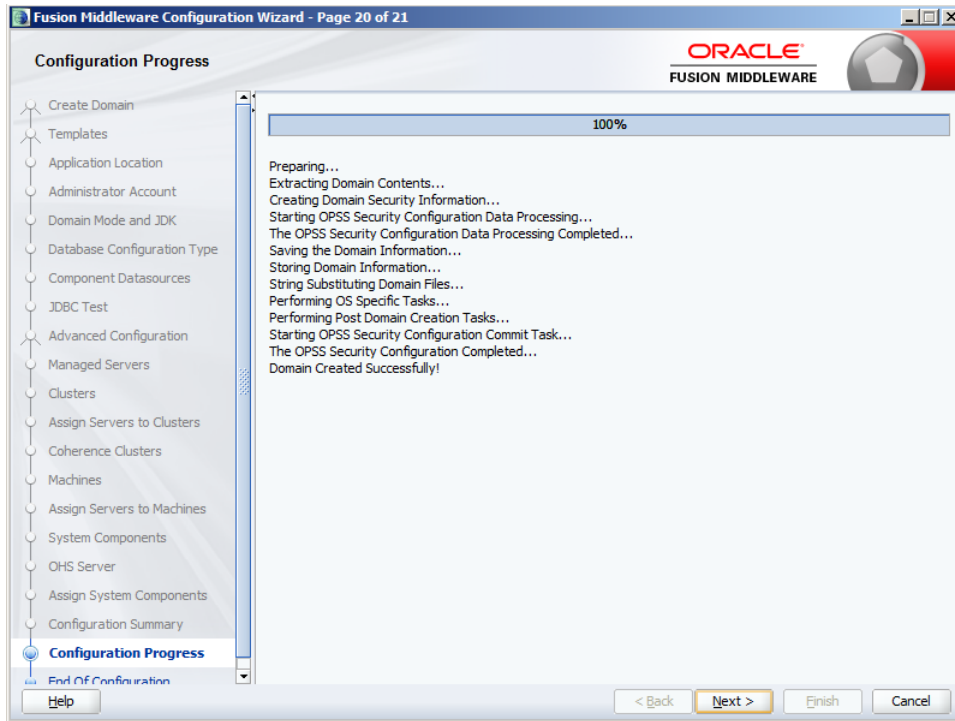 Fusion Middleware Configuration Wizard - Page 20 of 21
Configuration Progress
ORACLE
FUSION MIDDLEWARE
Create Domain
Templates
Application Location
Administrator Account
Domain Mode and JDK
Database Configuration Type
Component Datasources
JDBC Test
Advanced Configuration
Managed Servers
Clusters
Assign Servers to Clusters
Coherence Clusters
Machines
Assign Servers to Machines
System Components
OHS Server
Assign System Components
Configuration Summary
Configuration Progress
End Of Configuration
100%
Preparing...
Extracting Domain Contents...
Creating Domain Security Information...
Starting OPSS Security Configuration Data Processing...
The OPSS Security Configuration Data Processing Completed...
Saving the Domain Information...
Storing Domain Information...
String Substituting Domain Files...
Performing OS Specific Tasks...
Performing Post Domain Creation Tasks...
Starting OPSS Security Configuration Commit Task...
The OPSS Security Configuration Completed...
Domain Created Successfully!
Help
< Back
Next >
Finish
Cancel